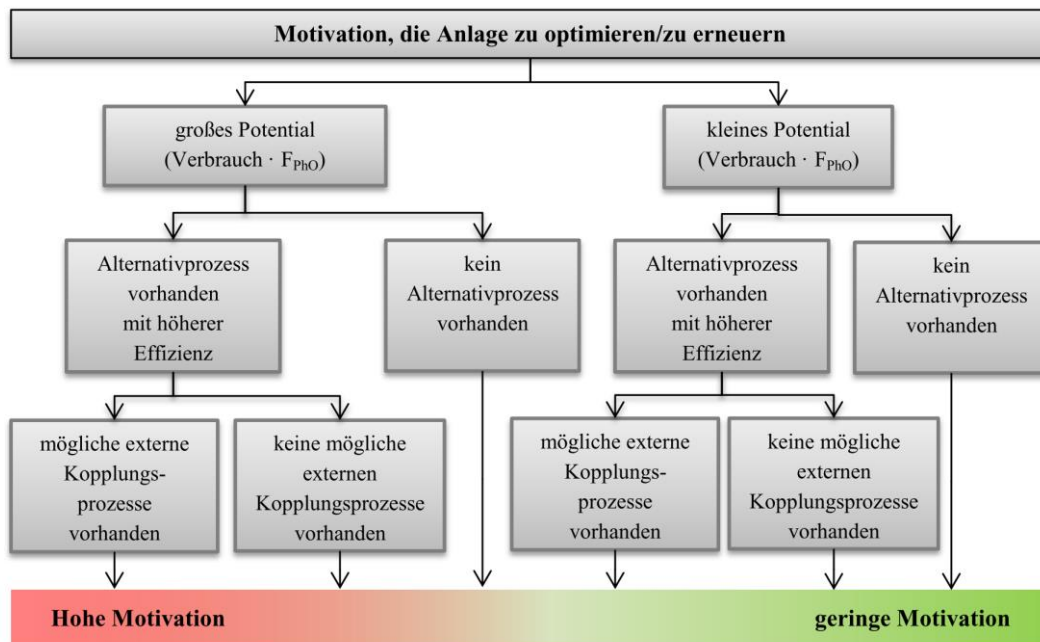 Motivation, die Anlage zu optimieren/zu erneuern
großes Potential
(Verbrauch · F_PhO)
kleines Potential
(Verbrauch · F_PhO)
Alternativprozess
vorhanden
mit höherer
Effizienz
kein
Alternativprozess
vorhanden
Alternativprozess
vorhanden
mit höherer
Effizienz
kein
Alternativprozess
vorhanden
mögliche externe
Kopplungs-
prozesse
vorhanden
keine mögliche
externen
Kopplungsprozesse
vorhanden
mögliche externe
Kopplungs-
prozesse
vorhanden
keine mögliche
externen
Kopplungsprozesse
vorhanden
Hohe Motivation
geringe Motivation